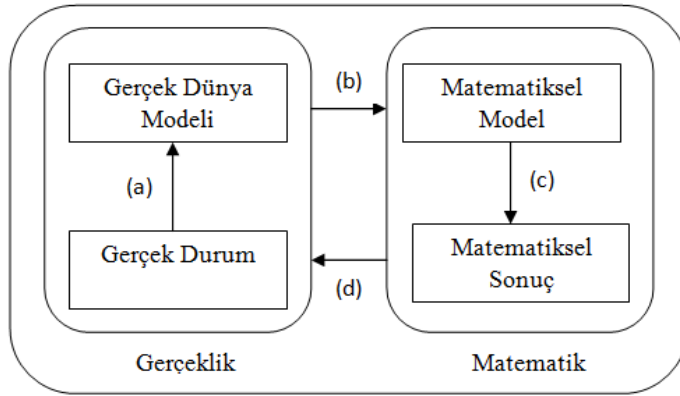 Gerçek Dünya
Modeli
(b)
Matematiksel
Model
(a)
(c)
Gerçek Durum
(d)
Matematiksel
Sonuç
Gerçeklik
Matematik